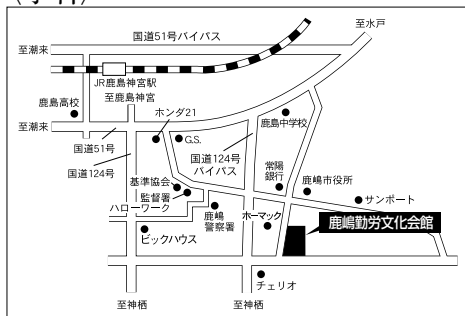 至水戸
国道51号バイパス
至潮来
JR鹿島神宮駅
至鹿島神宮
鹿島高校
ホンダ21
至潮来
G.S.
鹿島中学校
国道51号
国道124号
バイパス
国道124号
常陽
銀行
鹿嶋市役所
基準協会
監督署
サンポート
ハローワーク
鹿嶋
警察署
ホーマック
鹿嶋勤労文化会館
ビックハウス
チェリオ
至神栖
至神栖